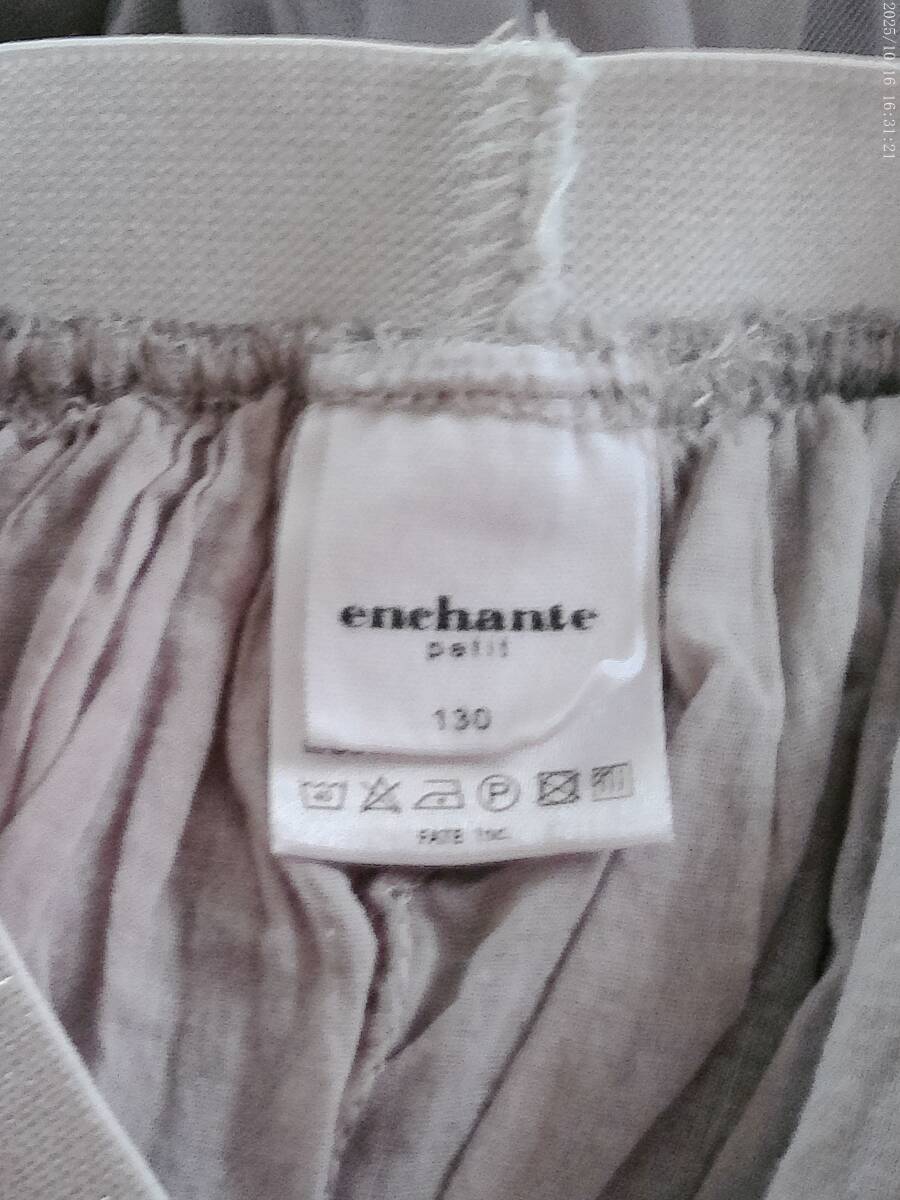 2025/10/16 16:31:21
enchante
petit
130
P
FATE Inc.